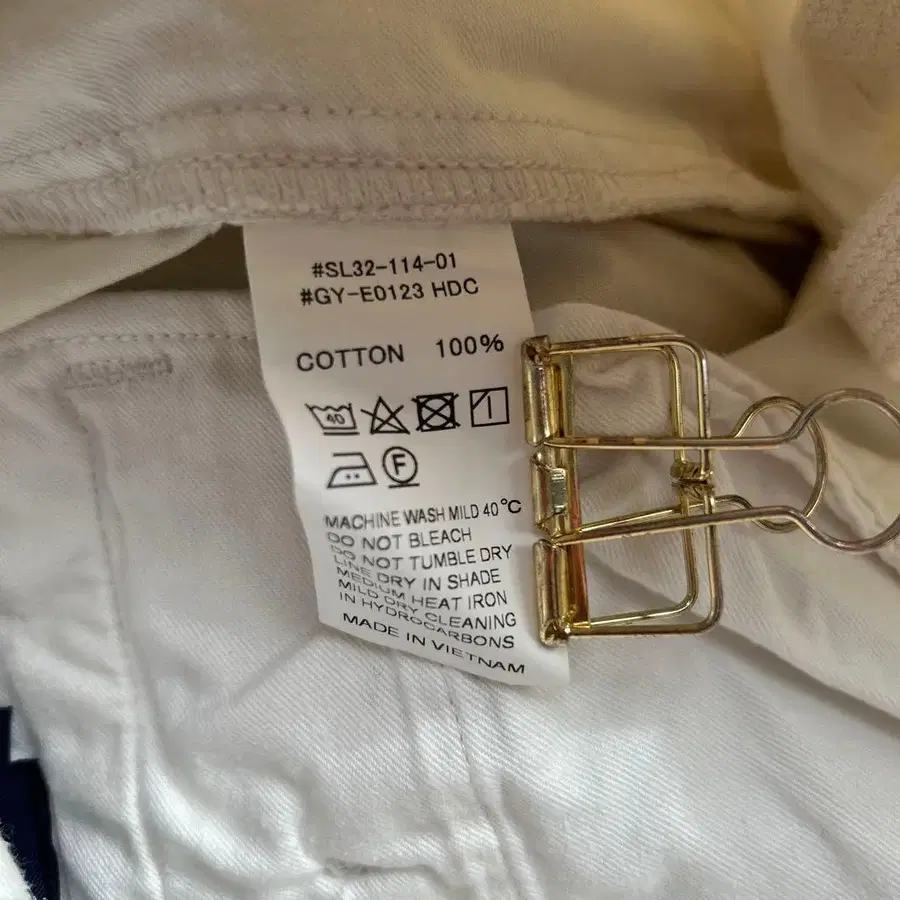 #SL32-114-01
#GY-E0123 HDC
COTTON 100%
40
F
MACHINE WASH MILD 40°C
DO NOT BLEACH
DO NOT TUMBLE DRY
LINE DRY IN SHADE
MEDIUM HEAT IRON
MILD DRY CLEANING
IN HYDROCARBONS
MADE IN VIETNAM